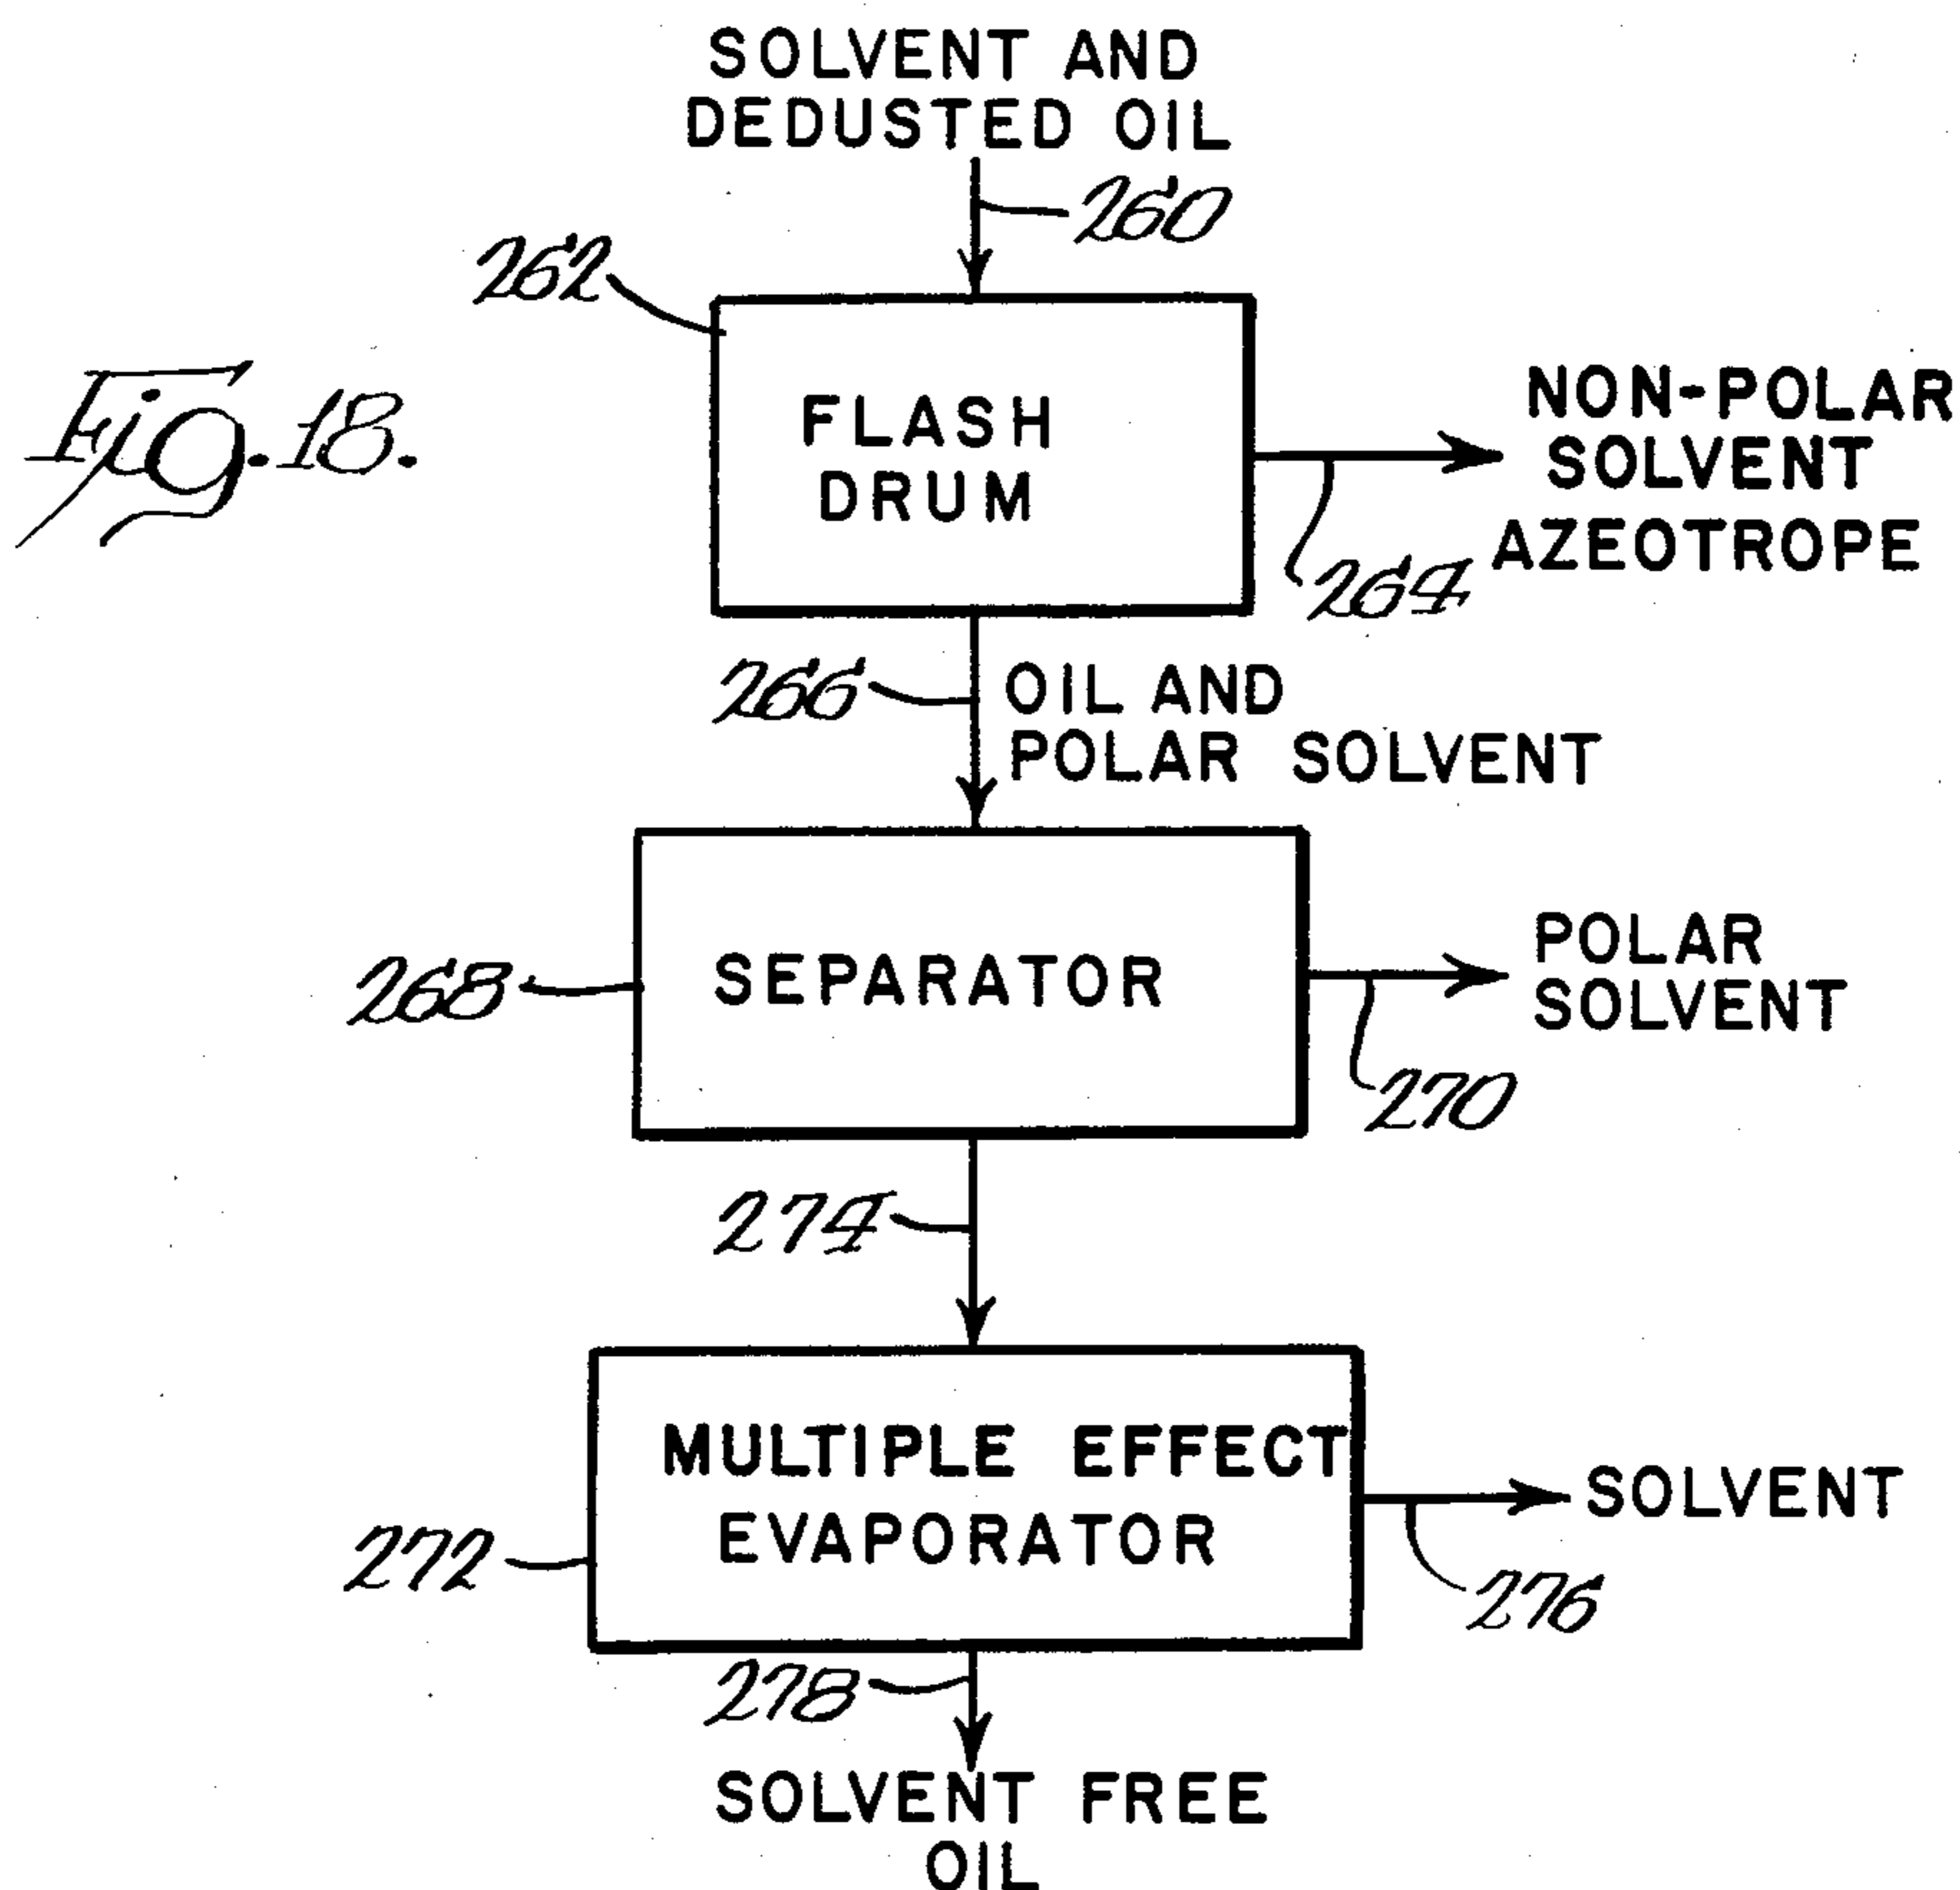 SOLVENT AND
DEDUSTED OIL
260
262
Fig. 18.
FLASH
DRUM
NON-POLAR
SOLVENT
AZEOTROPE
264
266
OIL AND
POLAR SOLVENT
268
SEPARATOR
POLAR
SOLVENT
270
274
MULTIPLE EFFECT
EVAPORATOR
SOLVENT
272
276
278
SOLVENT FREE
OIL